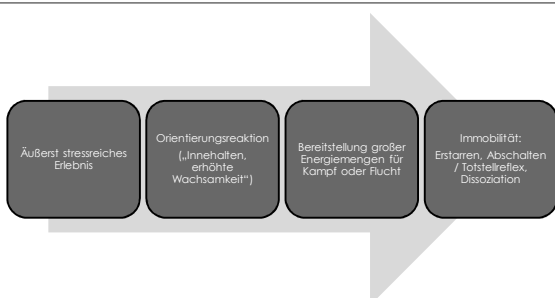 Äußerst stressreiches
Erlebnis
Orientierungsreaktion
(„Innehalten,
erhöhte
Wachsamkeit“)
Bereitstellung großer
Energiemengen für
Kampf oder Flucht
Immobilität:
Erstarren, Abschalten
/ Totstellreflex,
Dissoziation